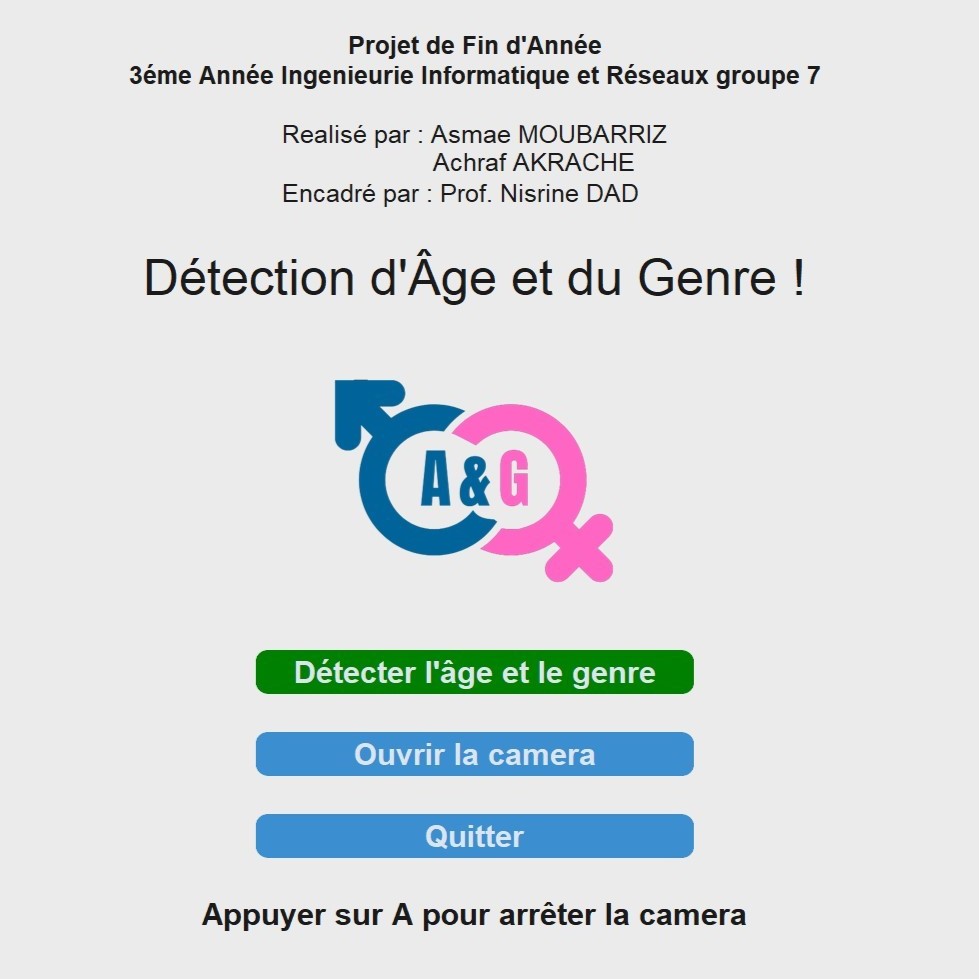 Projet de Fin d'Année
3éme Année Ingenieurie Informatique et Réseaux groupe 7
Realisé par : Asmae MOUBARRIZ
Achraf AKRACHE
Encadré par : Prof. Nisrine DAD
Détection d'Âge et du Genre !
A & G
Détecter l'âge et le genre
Ouvrir la camera
Quitter
Appuyer sur A pour arrêter la camera